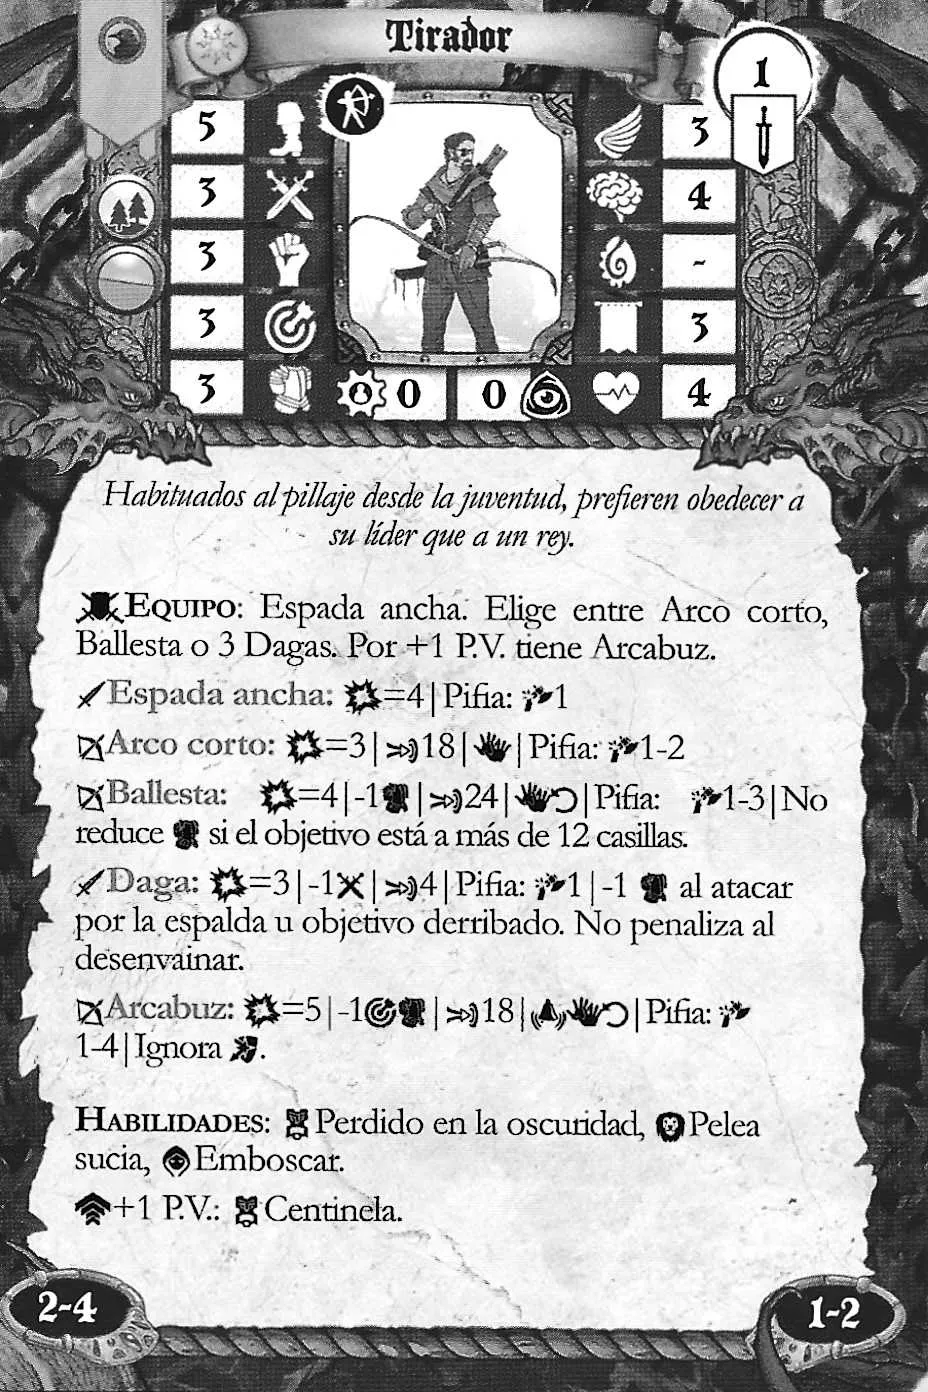 Tirador
1
5
3
3
3
3
3
4
-
3
4
0
0
Habituados al pillaje desde la juventud, prefieren obedecer a
su líder que a un rey.
EQUIPO: Espada ancha. Elige entre Arco corto,
Ballesta o 3 Dagas. Por +1 P.V. tiene Arcabuz.
Espada ancha: =4| Pifia: 1
Arco corto: =3| 18| | Pifia: 1-2
Ballesta: =4|-1 | 24| | Pifia: 1-3| No
reduce si el objetivo está a más de 12 casillas.
Daga: =3| -1 | 4| Pifia: 1| -1 al atacar
por la espalda u objetivo derribado. No penaliza al
desenvainar.
Arcabuz: =5| -1 | 18| | Pifia:
1-4| Ignora .
HABILIDADES: Perdido en la oscuridad, Pelea
sucia, Emboscar.
+1 P.V.: Centinela.
2-4
1-2